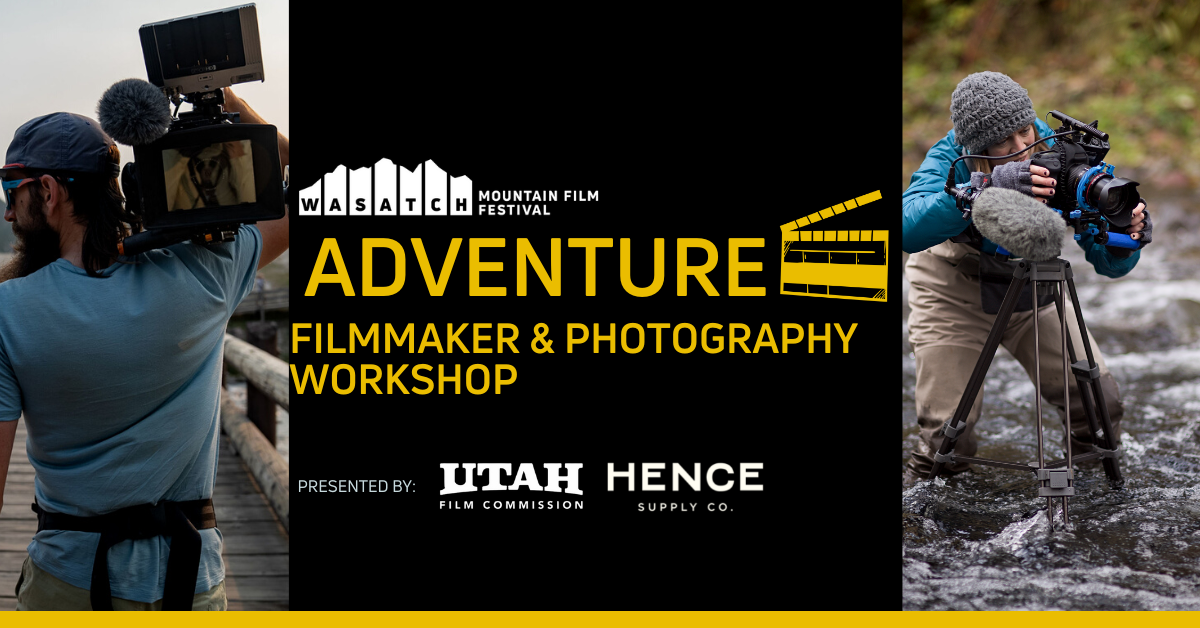 WASATCH
MOUNTAIN FILM
FESTIVAL
ADVENTURE
FILMMAKER & PHOTOGRAPHY
WORKSHOP
PRESENTED BY:
UTAH
FILM COMMISSION
HENCE
SUPPLY CO.